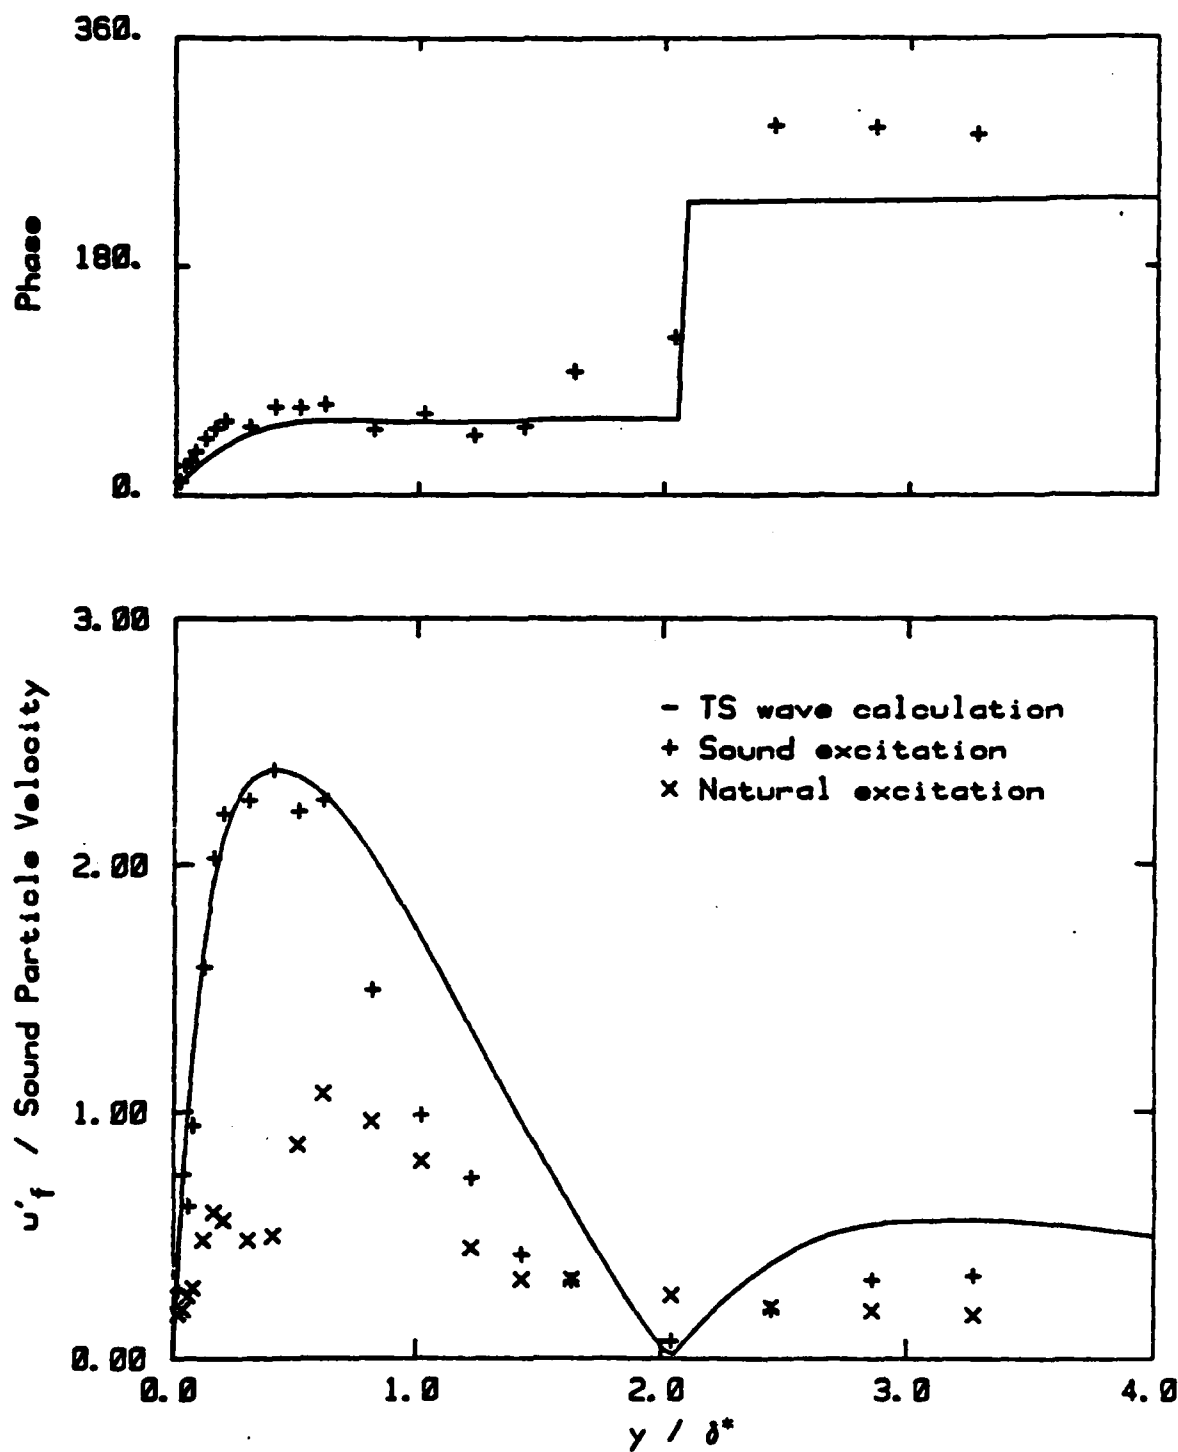 360.
180.
0.
Phase
3.00
2.00
1.00
0.00
u'f / Sound Particle Velocity
– TS wave calculation
+ Sound excitation
× Natural excitation
0.0 1.0 2.0 3.0 4.0
y / δ*